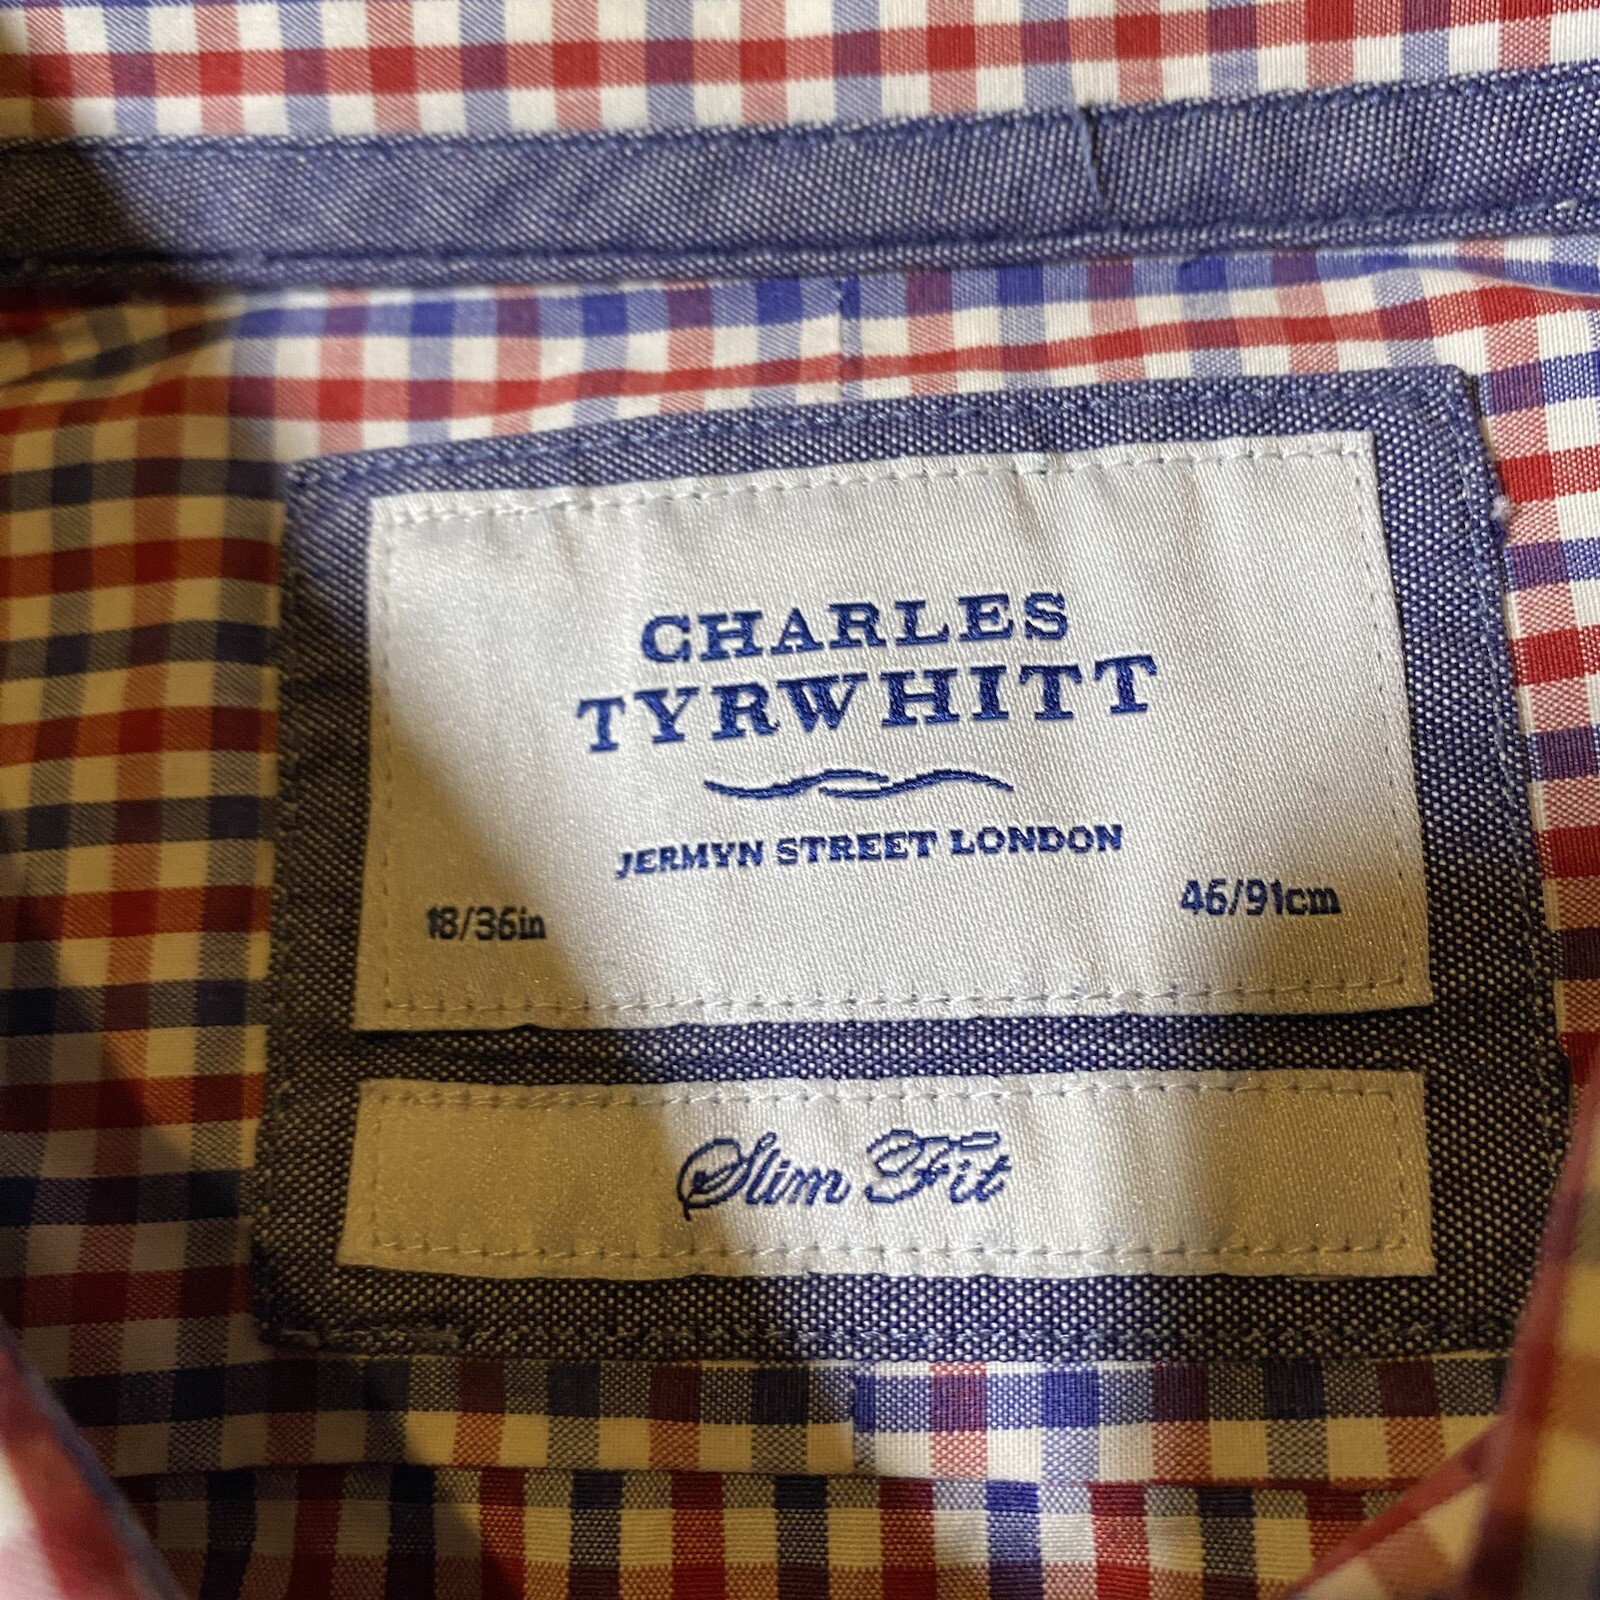 CHARLES
TYRWHITT
JERMYN STREET LONDON
18/36in 46/91cm
Slim Fit